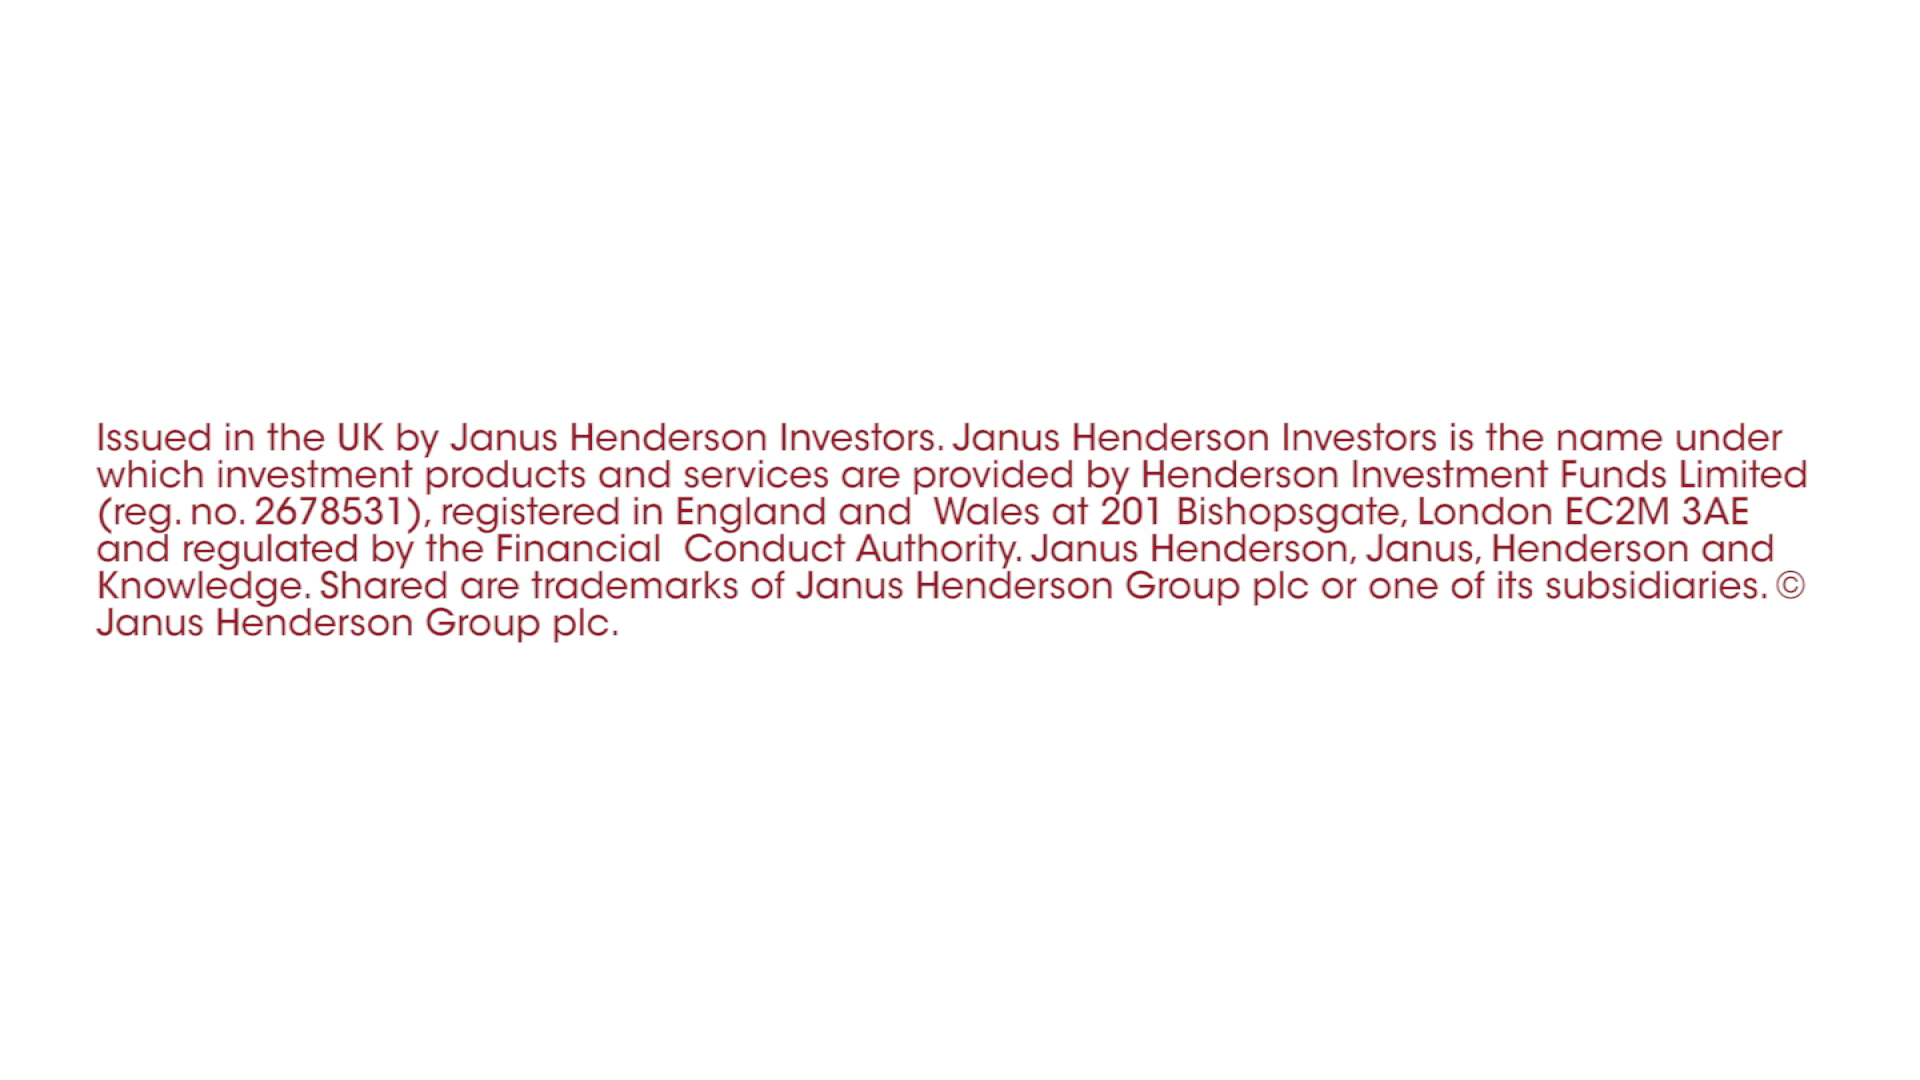 Issued in the UK by Janus Henderson Investors. Janus Henderson Investors is the name under
which investment products and services are provided by Henderson Investment Funds Limited
(reg. no. 2678531), registered in England and  Wales at 201 Bishopsgate, London EC2M 3AE
and regulated by the Financial  Conduct Authority. Janus Henderson, Janus, Henderson and
Knowledge. Shared are trademarks of Janus Henderson Group plc or one of its subsidiaries. ©
Janus Henderson Group plc.